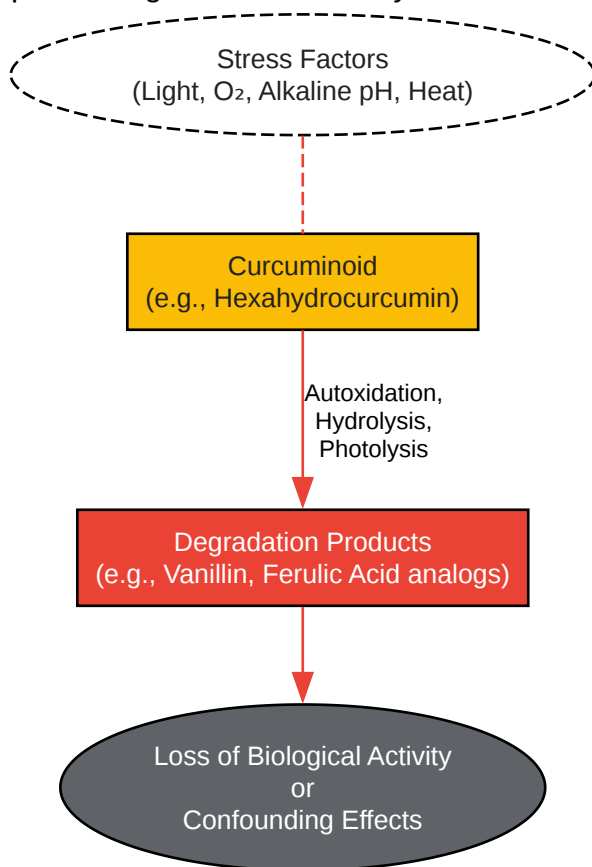 Stress Factors
(Light, O₂, Alkaline pH, Heat)
Curcuminoid
(e.g., Hexahydrocurcumin)
Autoxidation,
Hydrolysis,
Photolysis
Degradation Products
(e.g., Vanillin, Ferulic Acid analogs)
Loss of Biological Activity
or
Confounding Effects